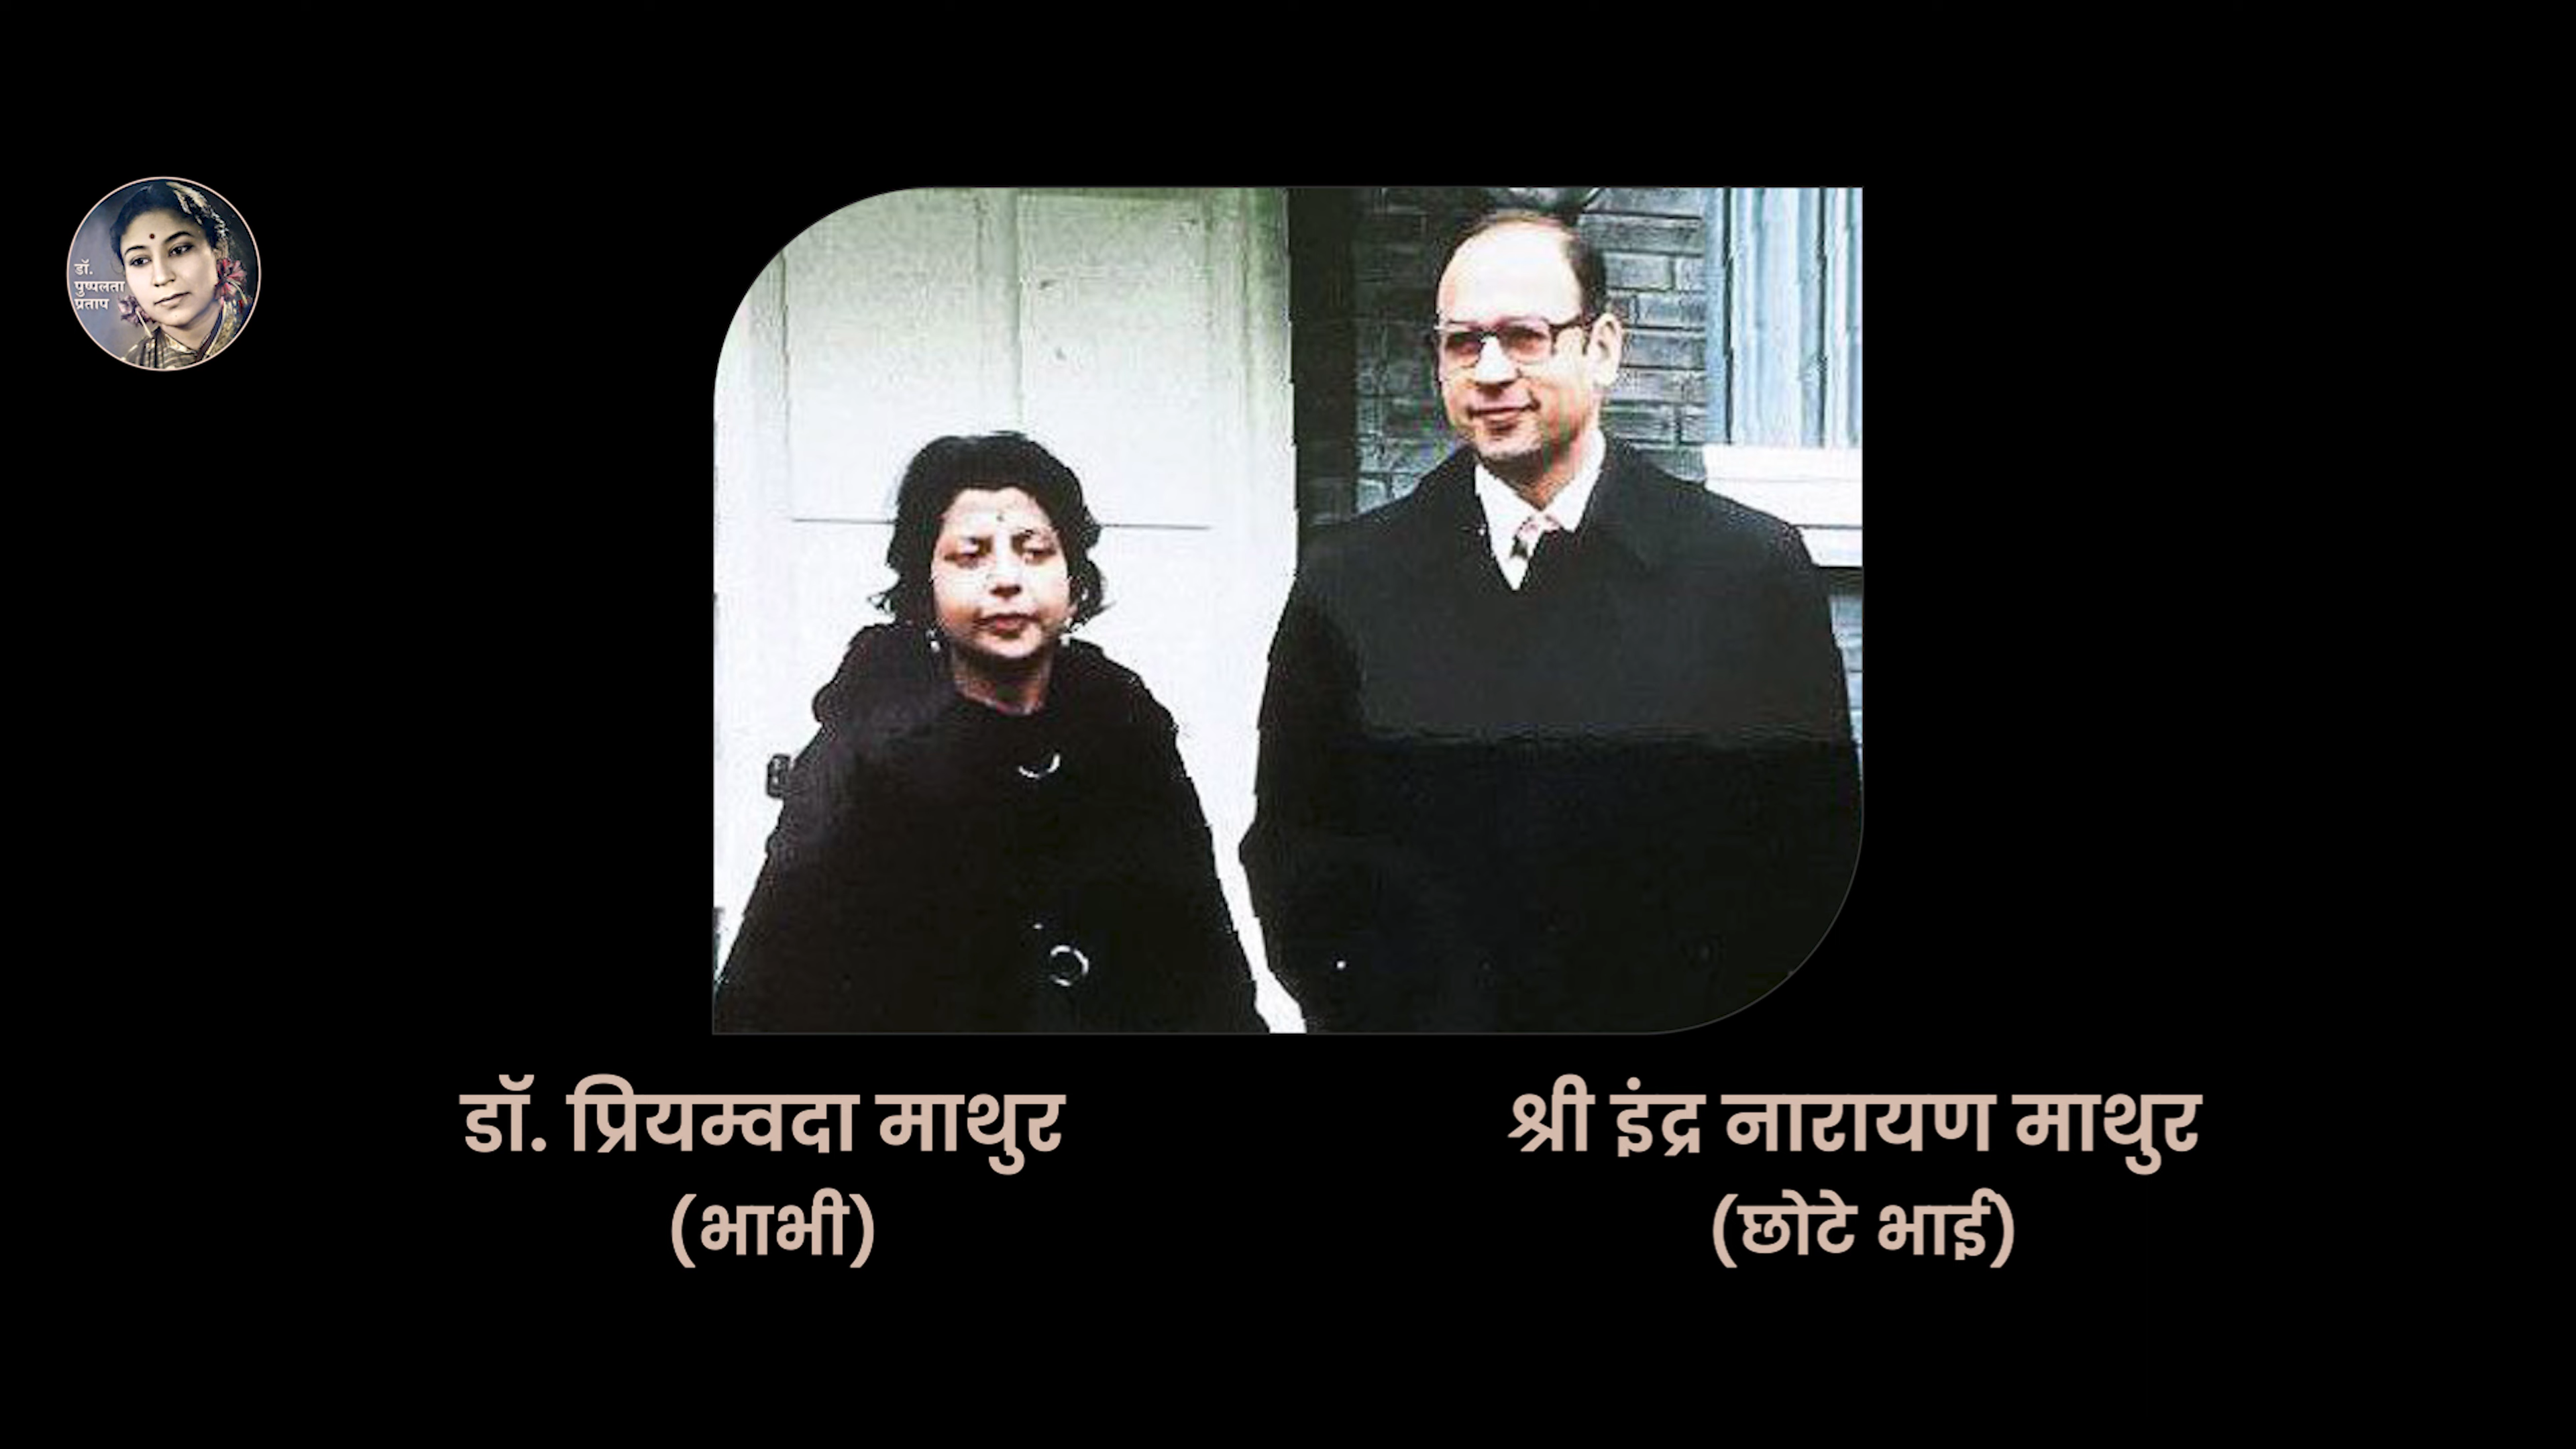 डॉ.
पुष्पलता
प्रताप
डॉ. प्रियम्वदा माथुर
(भाभी)
श्री इंद्र नारायण माथुर
(छोटे भाई)